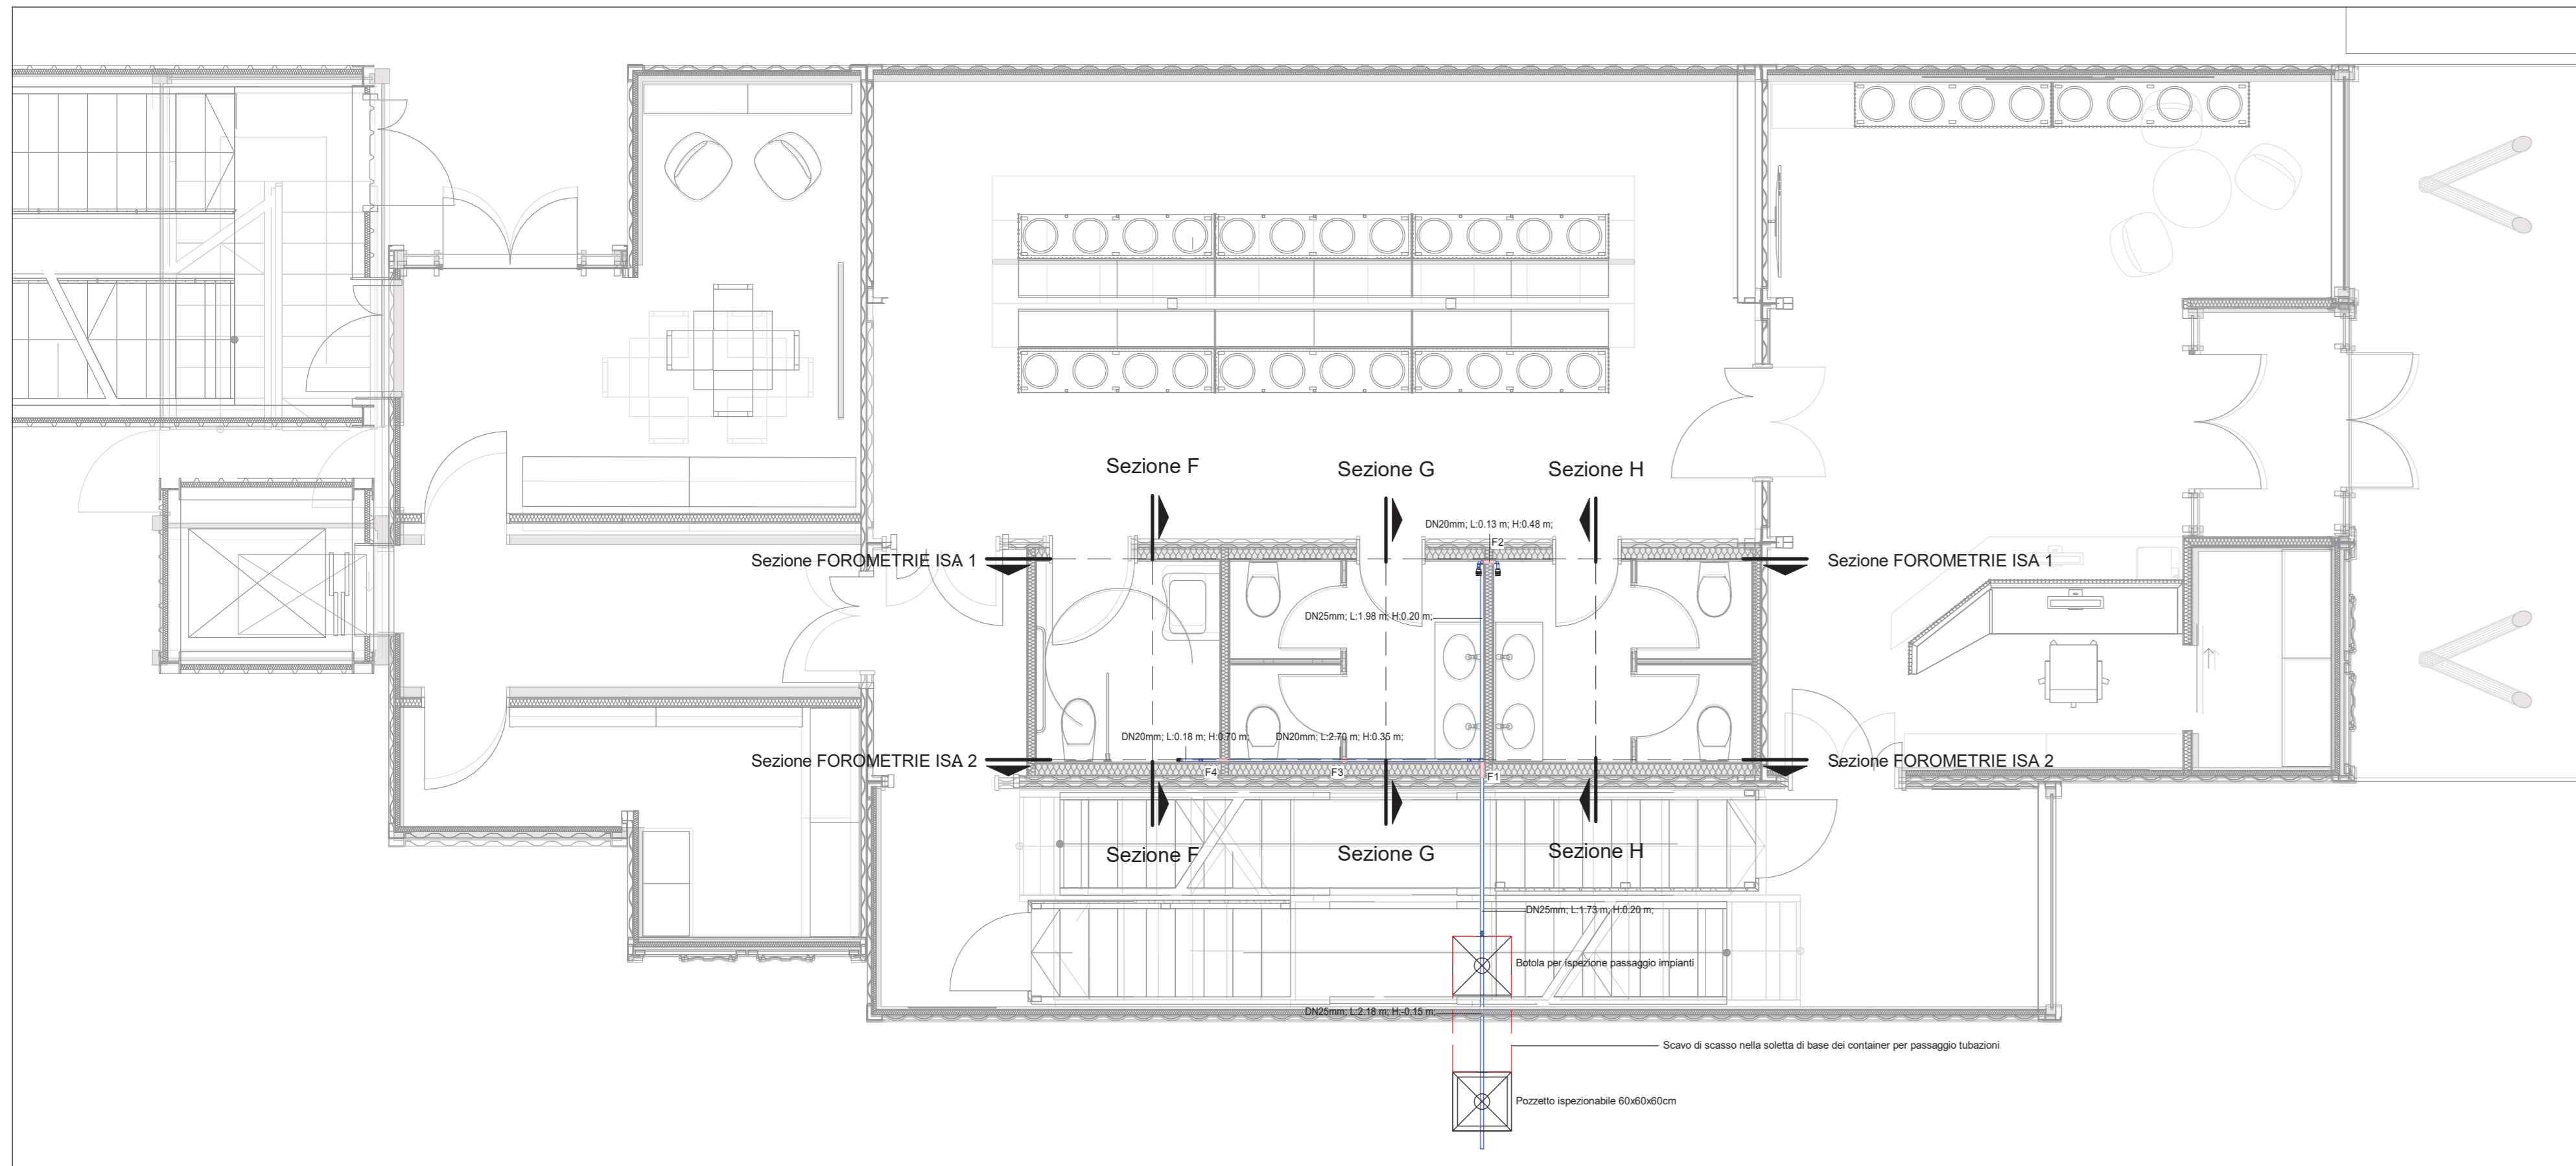 Sezione F
Sezione G
Sezione H
DN20mm; L:0.13 m; H:0.48 m;
F2
Sezione FOROMETRIE ISA 1
Sezione FOROMETRIE ISA 1
DN25mm; L:1.98 m; H:0.20 m;
DN20mm; L:0.18 m; H:0.70 m;
DN20mm; L:2.70 m; H:0.35 m;
Sezione FOROMETRIE ISA 2
Sezione FOROMETRIE ISA 2
F4
F3
F1
Sezione F
Sezione G
Sezione H
DN25mm; L:1.73 m; H:0.20 m;
Botola per ispezione passaggio impianti
DN25mm; L:2.18 m; H:-0.15 m;
Scavo di scasso nella soletta di base dei container per passaggio tubazioni
Pozzetto ispezionabile 60x60x60cm